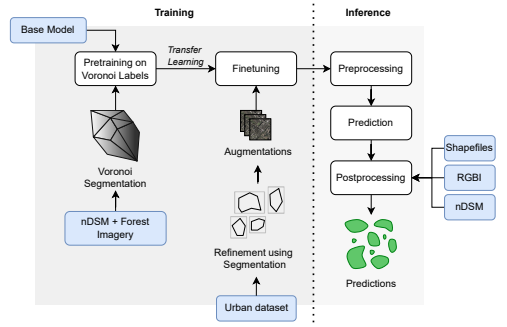 Training
Inference
Base Model
Pretraining on
Voronoi Labels
Transfer
Learning
Finetuning
Preprocessing
Prediction
Postprocessing
Shapefiles
RGBI
nDSM
Voronoi
Segmentation
nDSM + Forest
Imagery
Augmentations
Refinement using
Segmentation
Urban dataset
Predictions